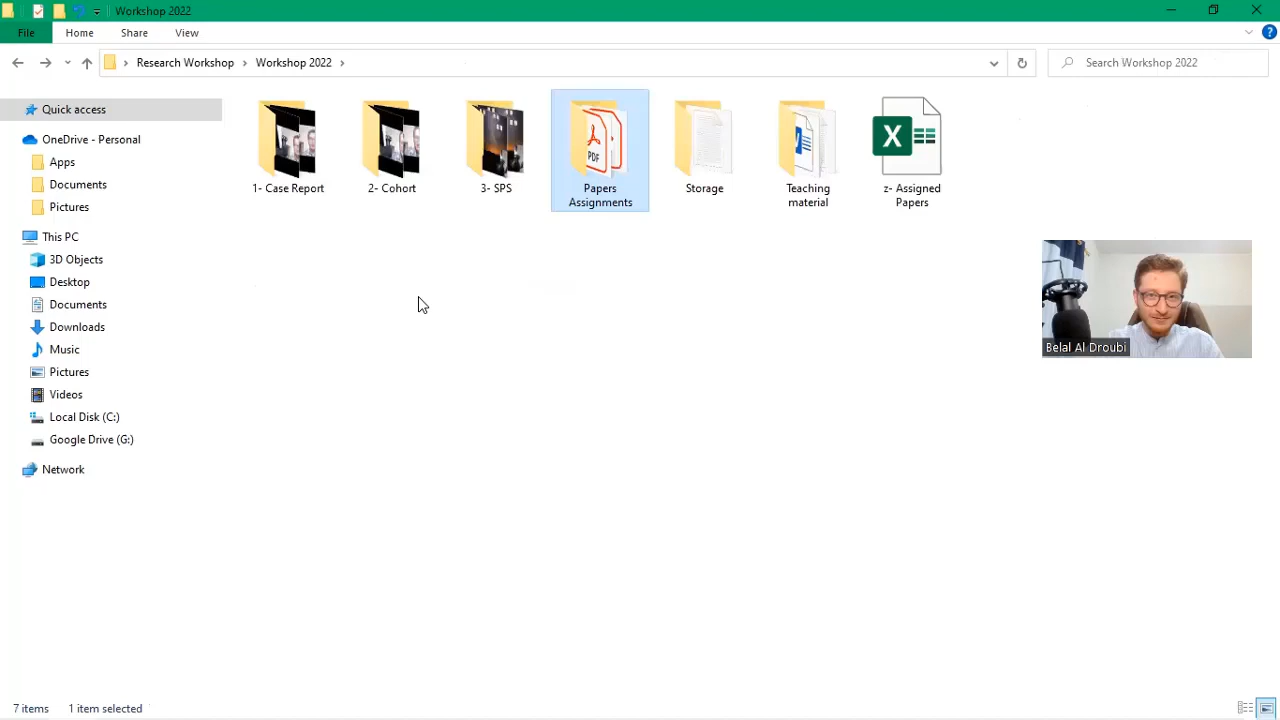 Workshop 2022
File Home Share View
Research Workshop Workshop 2022
Search Workshop 2022
Quick access
OneDrive - Personal
Apps
Documents
Pictures
This PC
3D Objects
Desktop
Documents
Downloads
Music
Pictures
Videos
Local Disk (C:)
Google Drive (G:)
Network
PDF
X
W
1- Case Report
2- Cohort
3- SPS
Papers
Assignments
Storage
Teaching
material
z- Assigned
Papers
Belal Al Droubi
7 items 1 item selected